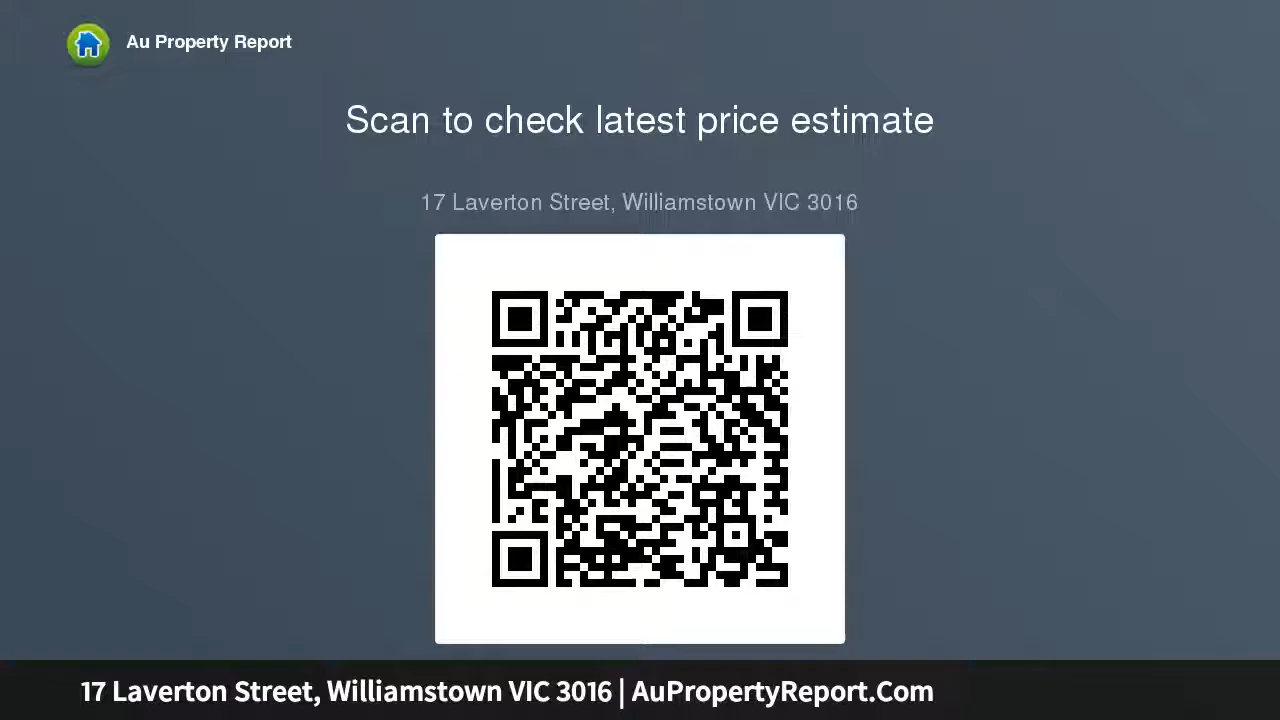 Au Property Report
Scan to check latest price estimate
17 Laverton Street, Williamstown VIC 3016
17 Laverton Street, Williamstown VIC 3016 | AuPropertyReport.Com